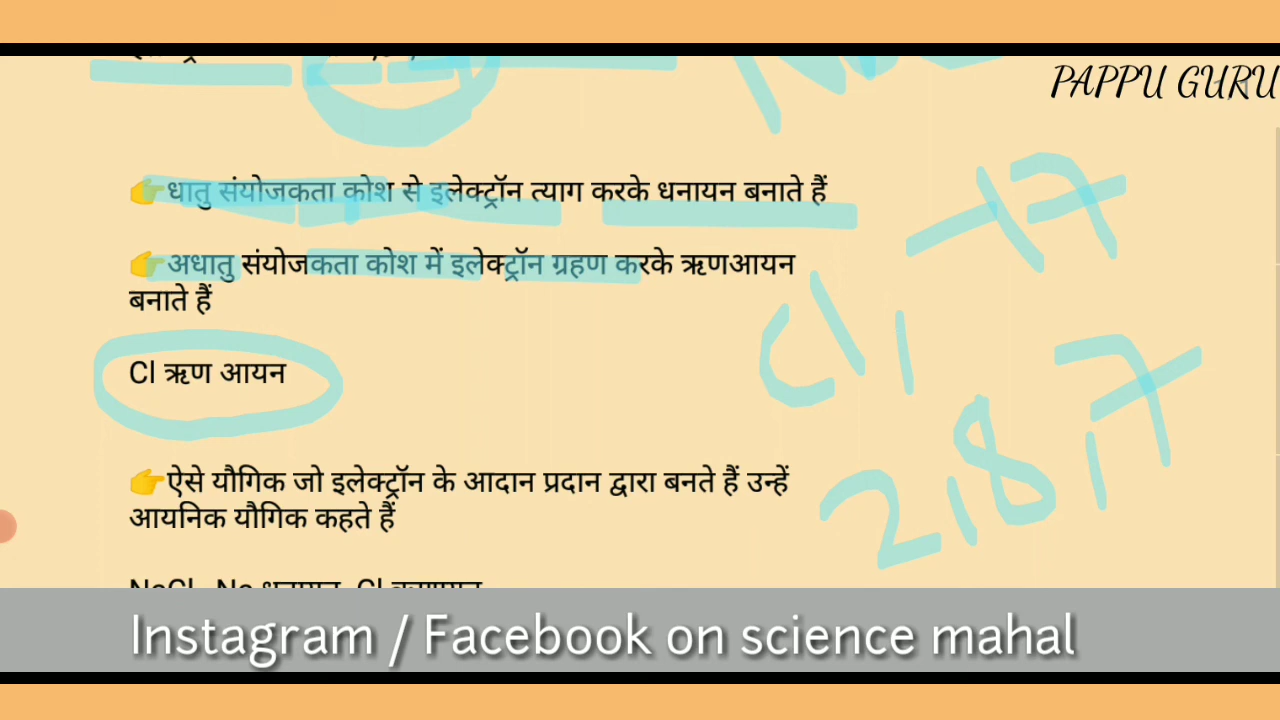 PAPPU GURU
👉धातु संयोजकता कोश से इलेक्ट्रॉन त्याग करके धनायन बनाते हैं
👉अधातु संयोजकता कोश में इलेक्ट्रॉन ग्रहण करके ऋणआयन
बनाते हैं
Cl, 17
Cl ऋण आयन
2,8,7
👉ऐसे यौगिक जो इलेक्ट्रॉन के आदान प्रदान द्वारा बनते हैं उन्हें
आयनिक यौगिक कहते हैं
Instagram / Facebook on science mahal